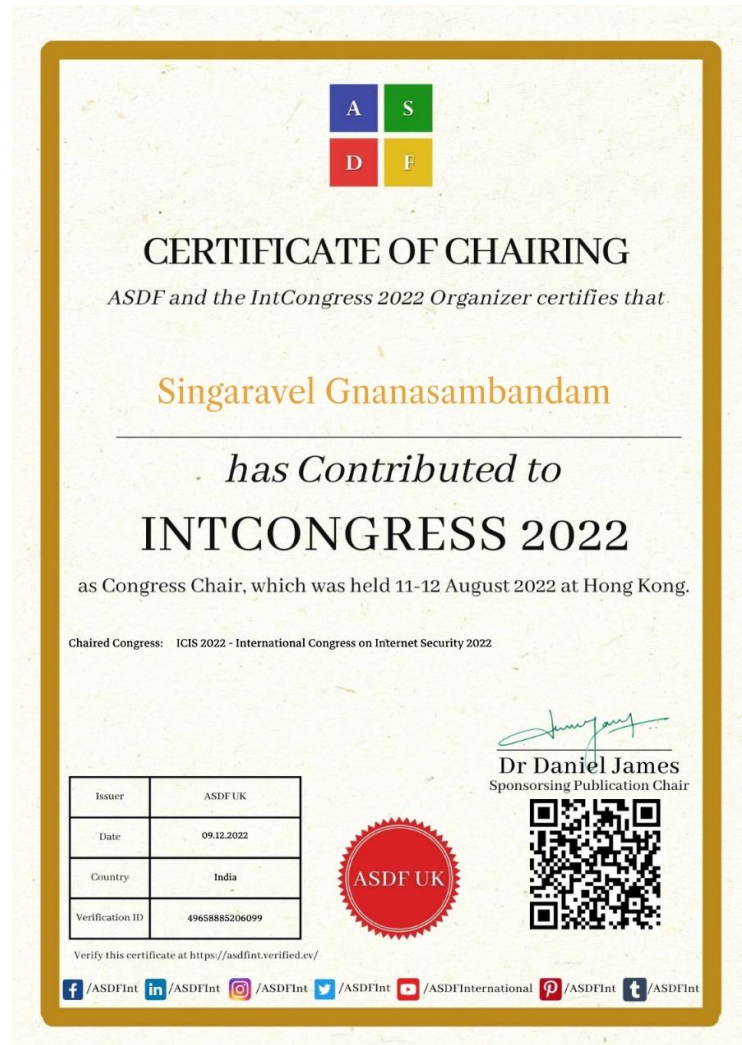 A S
D F
CERTIFICATE OF CHAIRING
ASDF and the IntCongress 2022 Organizer certifies that
Singaravel Gnanasambandam
has Contributed to
INTCONGRESS 2022
as Congress Chair, which was held 11-12 August 2022 at Hong Kong.
Chaired Congress: ICIS 2022 - International Congress on Internet Security 2022
Dr Daniel James
Sponsorsing Publication Chair
Issuer ASDF UK
Date 09.12.2022
Country India
Verification ID 49658885206099
ASDF UK
Verify this certificate at https://asdfint.verified.cv/
/ASDFInt /ASDFInt /ASDFInt /ASDFInt /ASDFInternational /ASDFInt /ASDFInt